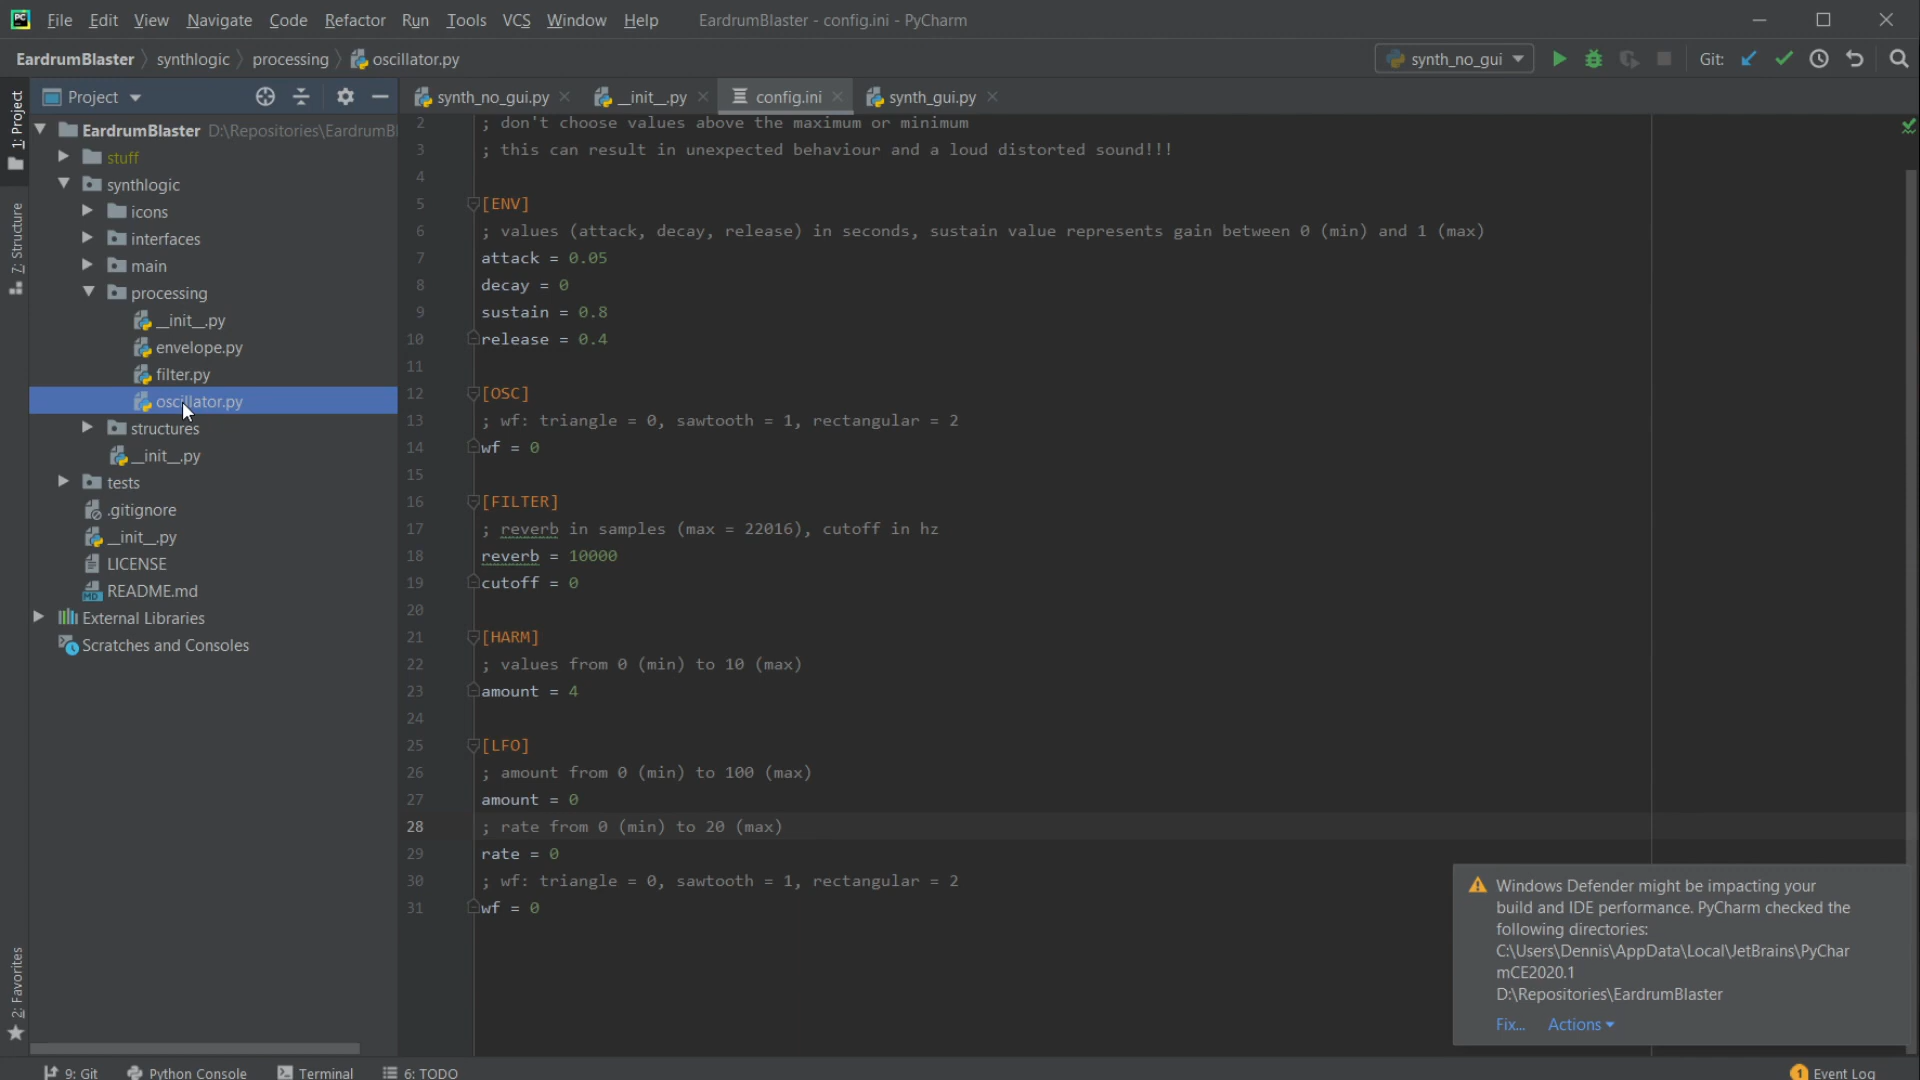 PC File Edit View Navigate Code Refactor Run Tools VCS Window Help EardrumBlaster - config.ini - PyCharm
EardrumBlaster synthlogic processing oscillator.py synth_no_gui Git:
1: Project
7: Structure
2: Favorites
Project
EardrumBlaster D:\Repositories\EardrumBl
stuff
synthlogic
icons
interfaces
main
processing
__init__.py
envelope.py
filter.py
oscillator.py
structures
__init__.py
tests
.gitignore
__init__.py
LICENSE
README.md
External Libraries
Scratches and Consoles
synth_no_gui.py __init__.py config.ini synth_gui.py
2 ; don't choose values above the maximum or minimum
3 ; this can result in unexpected behaviour and a loud distorted sound!!!
4
5 [ENV]
6 ; values (attack, decay, release) in seconds, sustain value represents gain between 0 (min) and 1 (max)
7 attack = 0.05
8 decay = 0
9 sustain = 0.8
10 release = 0.4
11
12 [OSC]
13 ; wf: triangle = 0, sawtooth = 1, rectangular = 2
14 wf = 0
15
16 [FILTER]
17 ; reverb in samples (max = 22016), cutoff in hz
18 reverb = 10000
19 cutoff = 0
20
21 [HARM]
22 ; values from 0 (min) to 10 (max)
23 amount = 4
24
25 [LFO]
26 ; amount from 0 (min) to 100 (max)
27 amount = 0
28 ; rate from 0 (min) to 20 (max)
29 rate = 0
30 ; wf: triangle = 0, sawtooth = 1, rectangular = 2
31 wf = 0
Windows Defender might be impacting your
build and IDE performance. PyCharm checked the
following directories:
C:\Users\Dennis\AppData\Local\JetBrains\PyChar
mCE2020.1
D:\Repositories\EardrumBlaster
Fix... Actions
9: Git Python Console Terminal 6: TODO 1 Event Log